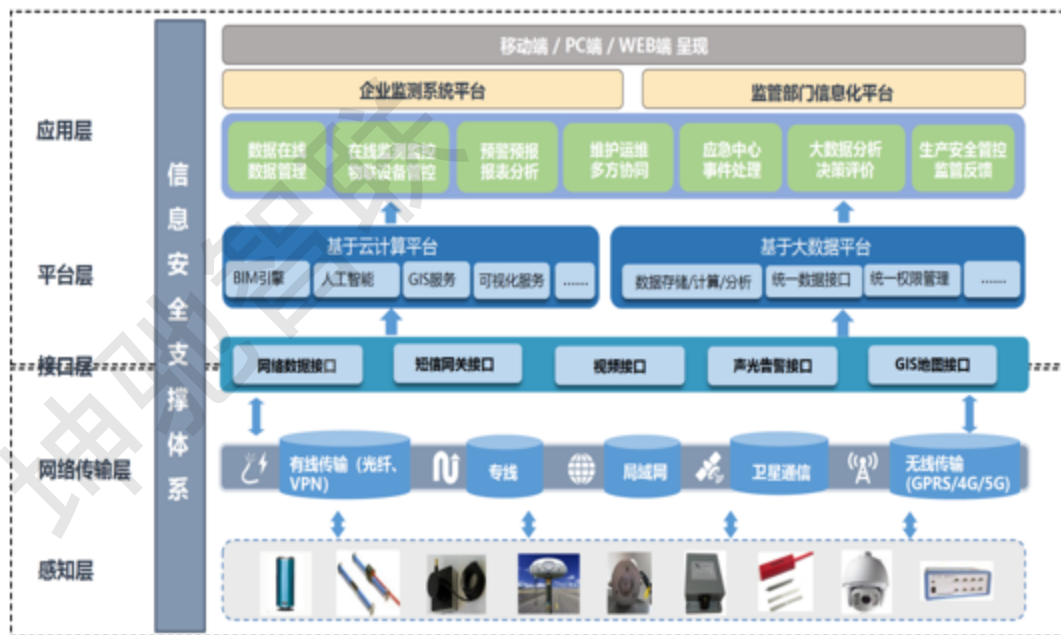 移动端 / PC端 / WEB端 呈现
企业监测系统平台
监管部门信息化平台
应用层
数据在线
数据管理
在线监测监控
物联设备管控
预警预报
报表分析
维护运维
多方协同
应急中心
事件处理
大数据分析
决策评价
生产安全管控
监管反馈
信息安全支撑体系
平台层
基于云计算平台
BIM引擎
人工智能
GIS服务
可视化服务
......
基于大数据平台
数据存储/计算/分析
统一数据接口
统一权限管理
......
接口层
网络数据接口
短信网关接口
视频接口
声光告警接口
GIS地图接口
网络传输层
有线传输（光纤、
VPN）
专线
局域网
卫星通信
无线传输
(GPRS/4G/5G)
感知层
坤驰智联